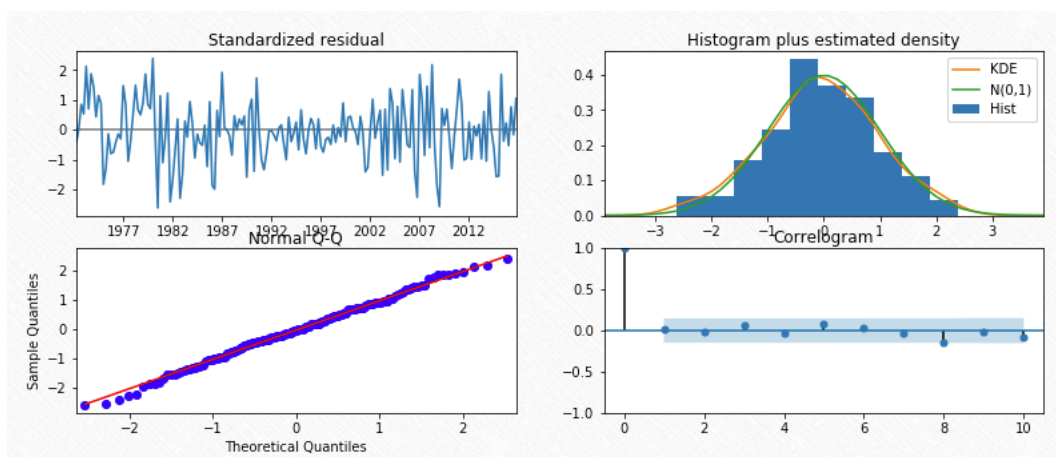 Standardized residual
2
1
0
−1
−2
1977 1982 1987 1992 1997 2002 2007 2012
Histogram plus estimated density
KDE
N(0,1)
Hist
0.4
0.3
0.2
0.1
0.0
−3 −2 −1 0 1 2 3
Normal Q-Q
Sample Quantiles
2
1
0
−1
−2
−2 −1 0 1 2
Theoretical Quantiles
Correlogram
1.0
0.5
0.0
−0.5
−1.0
0 2 4 6 8 10